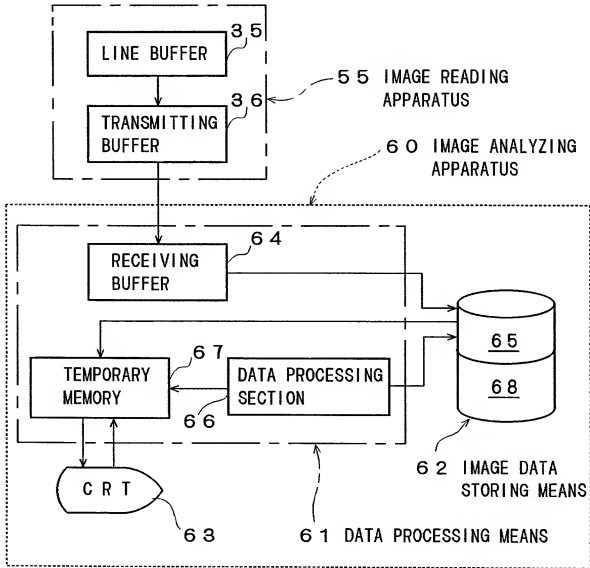 LINE BUFFER
35
55 IMAGE READING
APPARATUS
TRANSMITTING
BUFFER
36
60 IMAGE ANALYZING
APPARATUS
RECEIVING
BUFFER
64
65
68
TEMPORARY
MEMORY
67
DATA PROCESSING
SECTION
66
62 IMAGE DATA
STORING MEANS
CRT
63
61 DATA PROCESSING MEANS